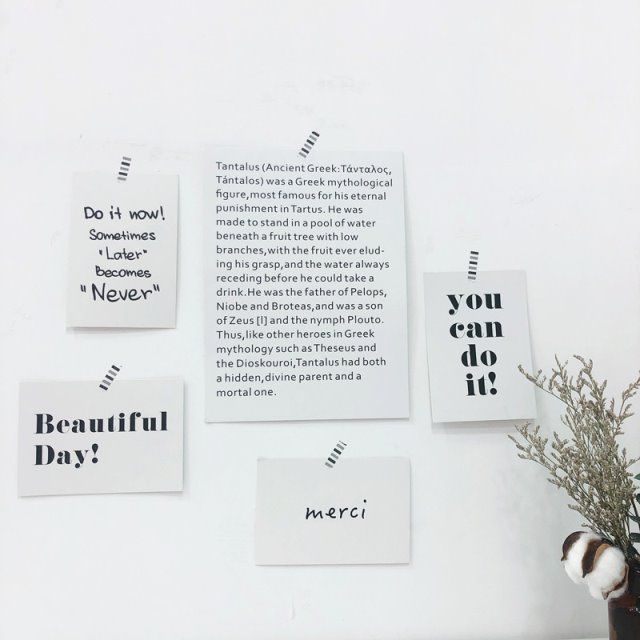 Do it now!
Sometimes
"Later"
Becomes
"Never"
Tantalus (Ancient Greek:Τάνταλος,
Tántalos) was a Greek mythological
figure,most famous for his eternal
punishment in Tartus. He was
made to stand in a pool of water
beneath a fruit tree with low
branches,with the fruit ever elud-
ing his grasp,and the water always
receding before he could take a
drink.He was the father of Pelops,
Niobe and Broteas,and was a son
of Zeus [l] and the nymph Plouto.
Thus,like other heroes in Greek
mythology such as Theseus and
the Dioskouroi,Tantalus had both
a hidden,divine parent and a
mortal one.
you
can
do
it!
Beautiful
Day!
merci